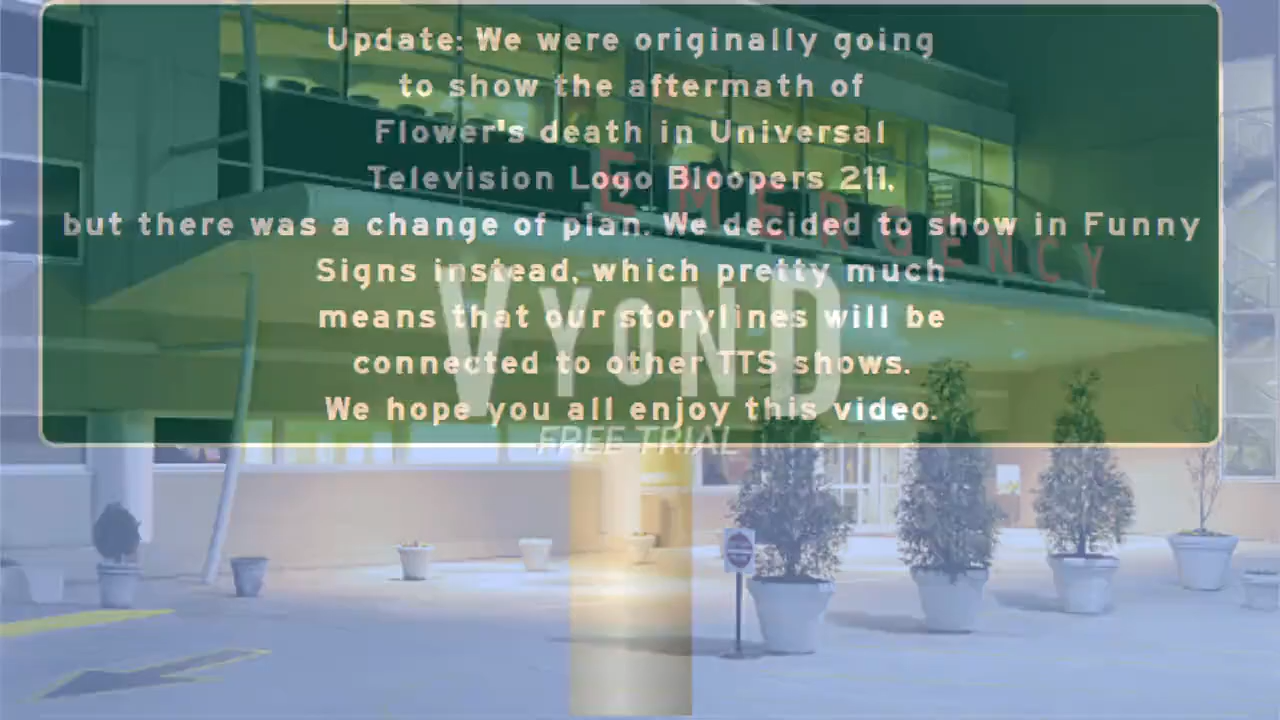 Update: We were originally going
to show the aftermath of
Flower's death in Universal
Television Logo Bloopers 211,
but there was a change of plan. We decided to show in Funny
Signs instead, which pretty much
means that our storylines will be
connected to other TTS shows.
We hope you all enjoy this video.
EMERGENCY
VYOND
FREE TRIAL